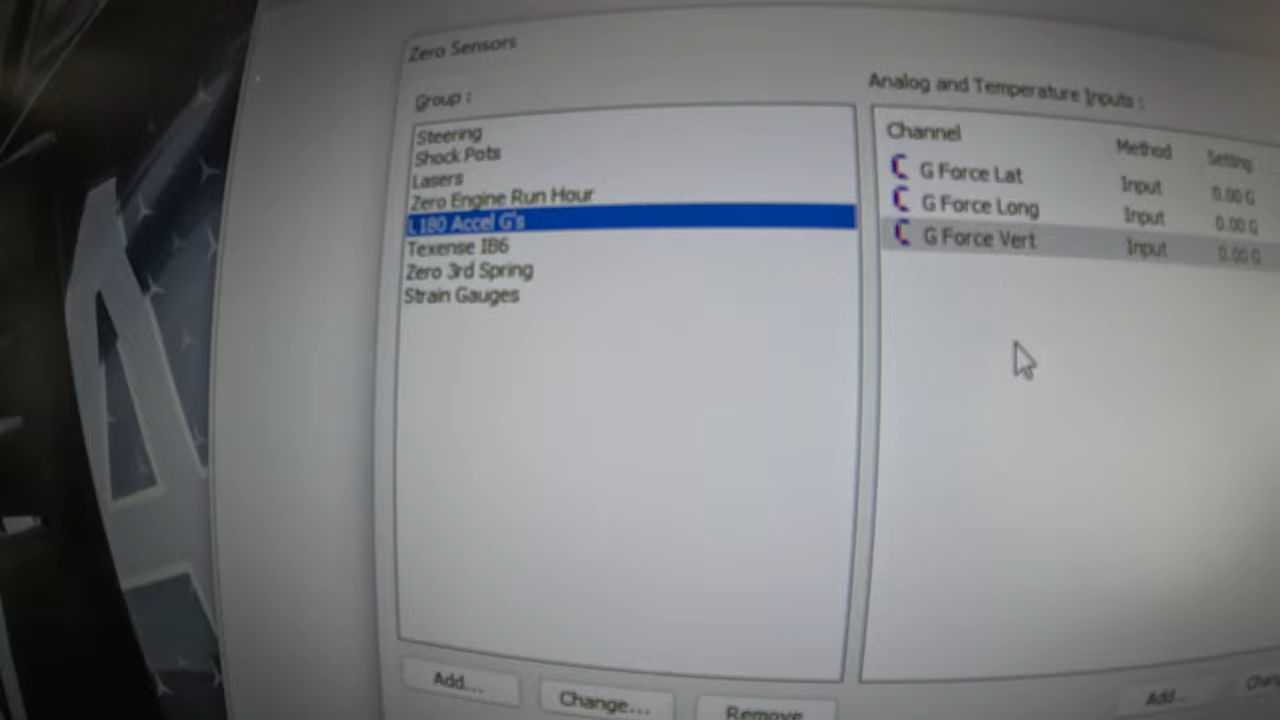 Zero Sensors
Group :
Steering
Shock Pots
Lasers
Zero Engine Run Hour
L180 Accel G's
Texense IB6
Zero 3rd Spring
Strain Gauges
Add...
Change...
Remove
Analog and Temperature Inputs :
Channel Method Setting
G Force Lat Input 0.00 G
G Force Long Input 0.00 G
G Force Vert Input 0.00 G
Add...